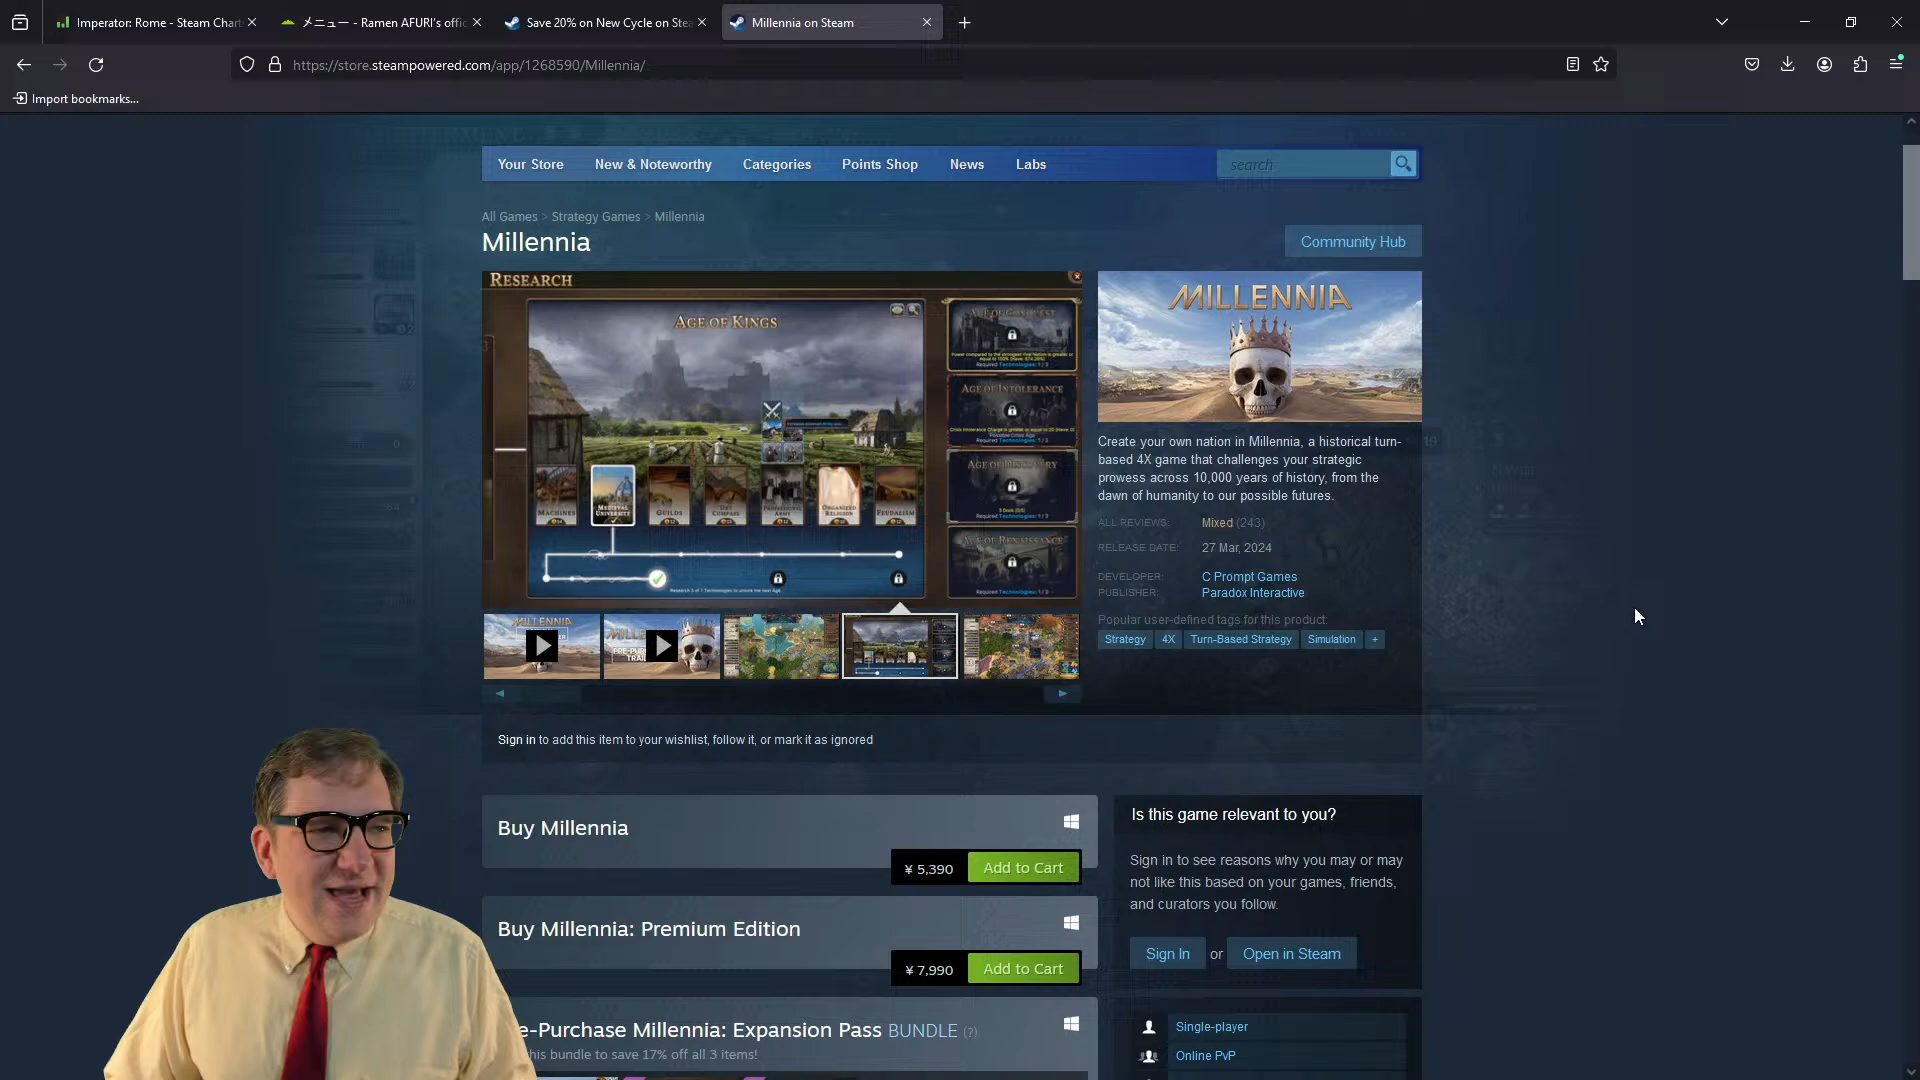 Imperator: Rome - Steam Chart
メニュー - Ramen AFURI's offic
Save 20% on New Cycle on Stea
Millennia on Steam
https://store.steampowered.com/app/1268590/Millennia/
Import bookmarks...
Your Store
New & Noteworthy
Categories
Points Shop
News
Labs
search
All Games > Strategy Games > Millennia
Millennia
Community Hub
RESEARCH
AGE OF KINGS
AGE OF CONQUEST
AGE OF INTOLERANCE
AGE OF DISCOVERY
AGE OF RENAISSANCE
MACHINES
MEDIEVAL UNIVERSITY
GUILDS
DRY COMPASS
PROFESSIONAL ARMY
ORGANIZED RELIGION
FEUDALISM
MILLENNIA
Create your own nation in Millennia, a historical turn-
based 4X game that challenges your strategic
prowess across 10,000 years of history, from the
dawn of humanity to our possible futures.
ALL REVIEWS: Mixed (243)
RELEASE DATE: 27 Mar, 2024
DEVELOPER: C Prompt Games
PUBLISHER: Paradox Interactive
Popular user-defined tags for this product:
Strategy 4X Turn-Based Strategy Simulation +
Sign in to add this item to your wishlist, follow it, or mark it as ignored
Buy Millennia
¥ 5,390 Add to Cart
Buy Millennia: Premium Edition
¥ 7,990 Add to Cart
e-Purchase Millennia: Expansion Pass BUNDLE (?)
this bundle to save 17% off all 3 items!
Is this game relevant to you?
Sign in to see reasons why you may or may
not like this based on your games, friends,
and curators you follow.
Sign In or Open in Steam
Single-player
Online PvP